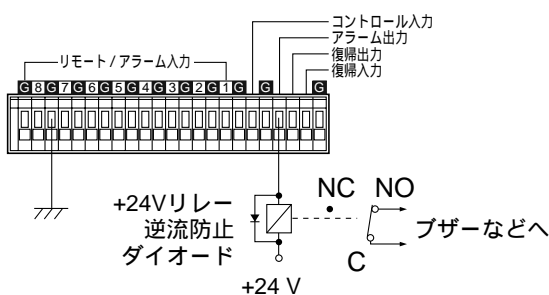 コントロール入力
アラーム出力
復帰出力
復帰入力
リモート / アラーム入力
G 8 G 7 G 6 G 5 G 4 G 3 G 2 G 1 G G G
+24Vリレー
逆流防止
ダイオード
NC NO
ブザーなどへ
C
+24 V